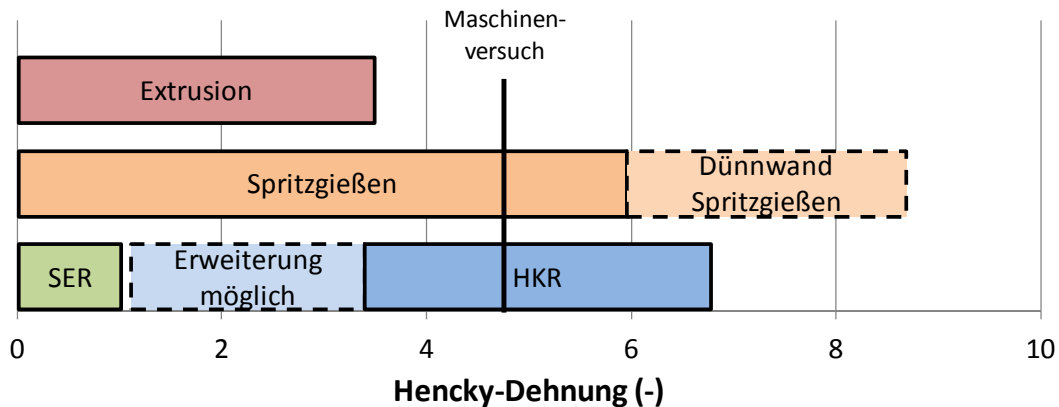 Maschinen-
versuch
Extrusion
Spritzgießen
Dünnwand
Spritzgießen
SER
Erweiterung
möglich
HKR
0 2 4 6 8 10
Hencky-Dehnung (-)